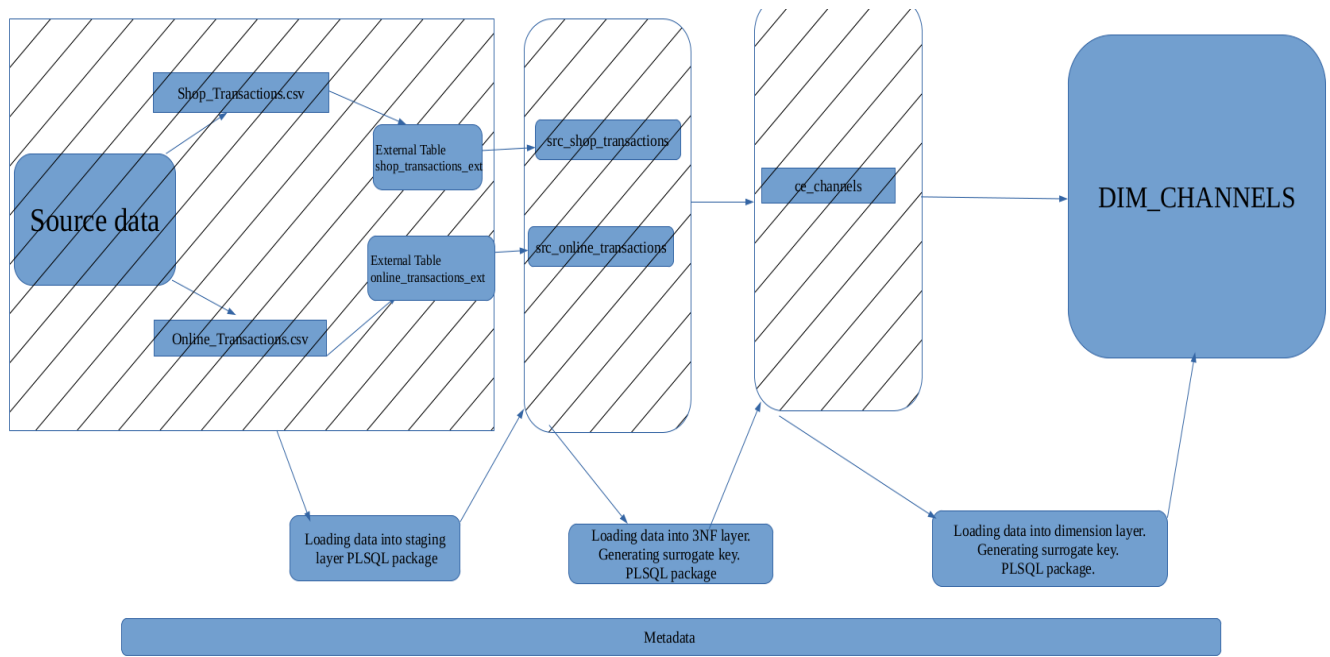 Shop_Transactions.csv
External Table
shop_transactions_ext
src_shop_transactions
Source data
ce_channels
DIM_CHANNELS
External Table
online_transactions_ext
src_online_transactions
Online_Transactions.csv
Loading data into staging
layer PLSQL package
Loading data into 3NF layer.
Generating surrogate key.
PLSQL package
Loading data into dimension layer.
Generating surrogate key.
PLSQL package.
Metadata